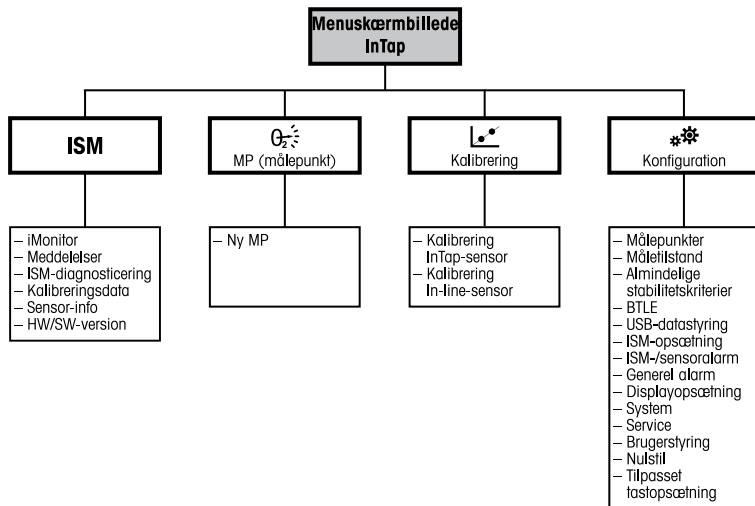 Menuskærmbillede
InTap
ISM
O₂
MP (målepunkt)
Kalibrering
Konfiguration
– iMonitor
– Meddelelser
– ISM-diagnosticering
– Kalibreringsdata
– Sensor-info
– HW/SW-version
– Ny MP
– Kalibrering
InTap-sensor
– Kalibrering
In-line-sensor
– Målepunkter
– Måletilstand
– Almindelige
stabilitetskriterier
– BTLE
– USB-datastyring
– ISM-opsætning
– ISM-/sensoralarm
– Generel alarm
– Displayopsætning
– System
– Service
– Brugerstyring
– Nulstil
– Tilpasset
tastopsætning